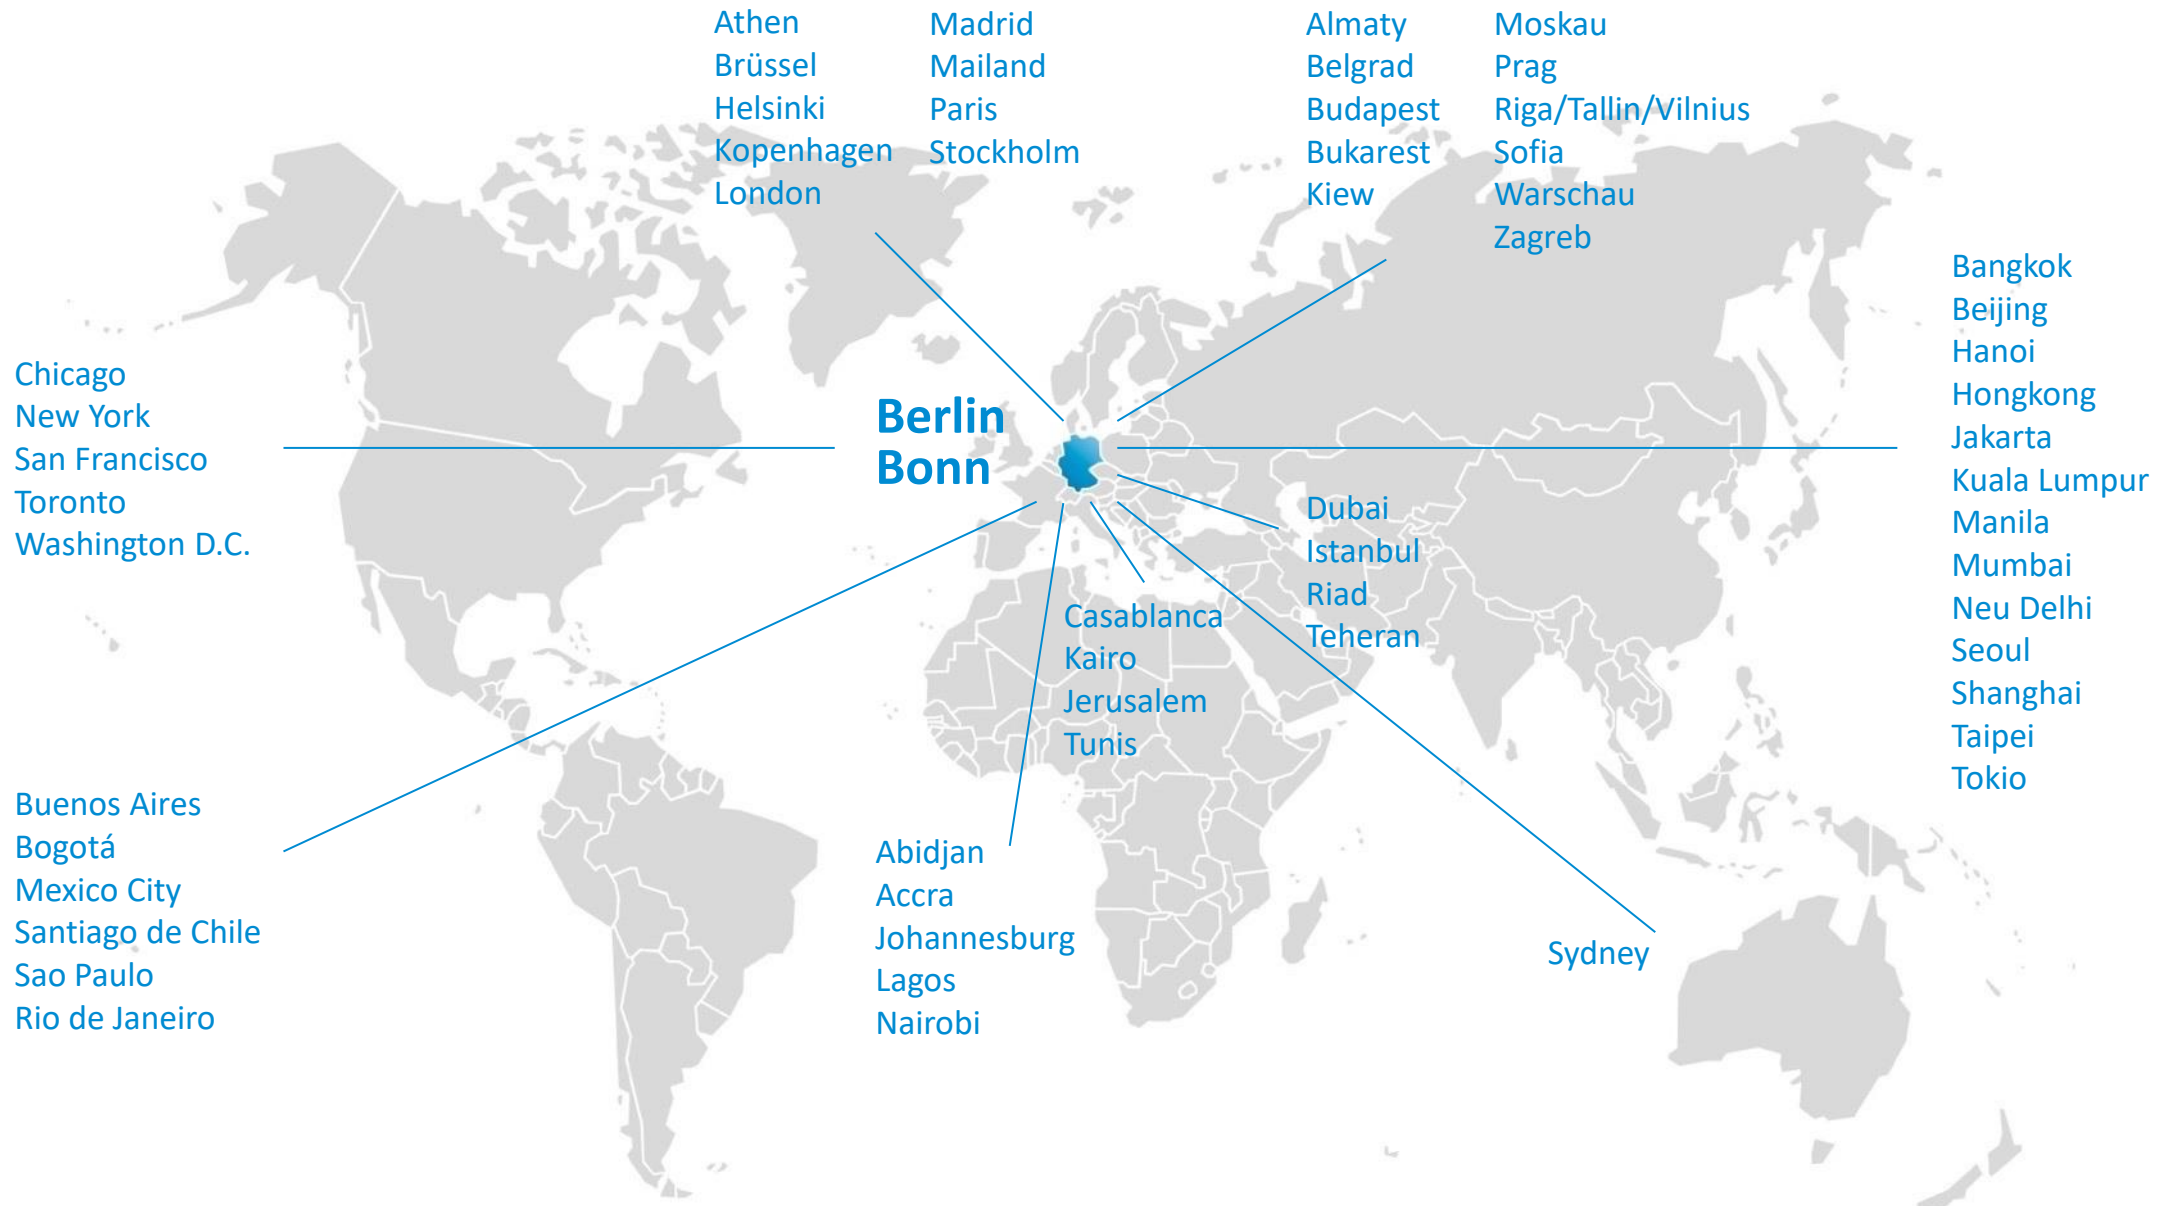 Athen
Brüssel
Helsinki
Kopenhagen
London
Madrid
Mailand
Paris
Stockholm
Almaty
Belgrad
Budapest
Bukarest
Kiew
Moskau
Prag
Riga/Tallin/Vilnius
Sofia
Warschau
Zagreb
Chicago
New York
San Francisco
Toronto
Washington D.C.
Berlin
Bonn
Bangkok
Beijing
Hanoi
Hongkong
Jakarta
Kuala Lumpur
Manila
Mumbai
Neu Delhi
Seoul
Shanghai
Taipei
Tokio
Dubai
Istanbul
Riad
Teheran
Casablanca
Kairo
Jerusalem
Tunis
Buenos Aires
Bogotá
Mexico City
Santiago de Chile
Sao Paulo
Rio de Janeiro
Abidjan
Accra
Johannesburg
Lagos
Nairobi
Sydney